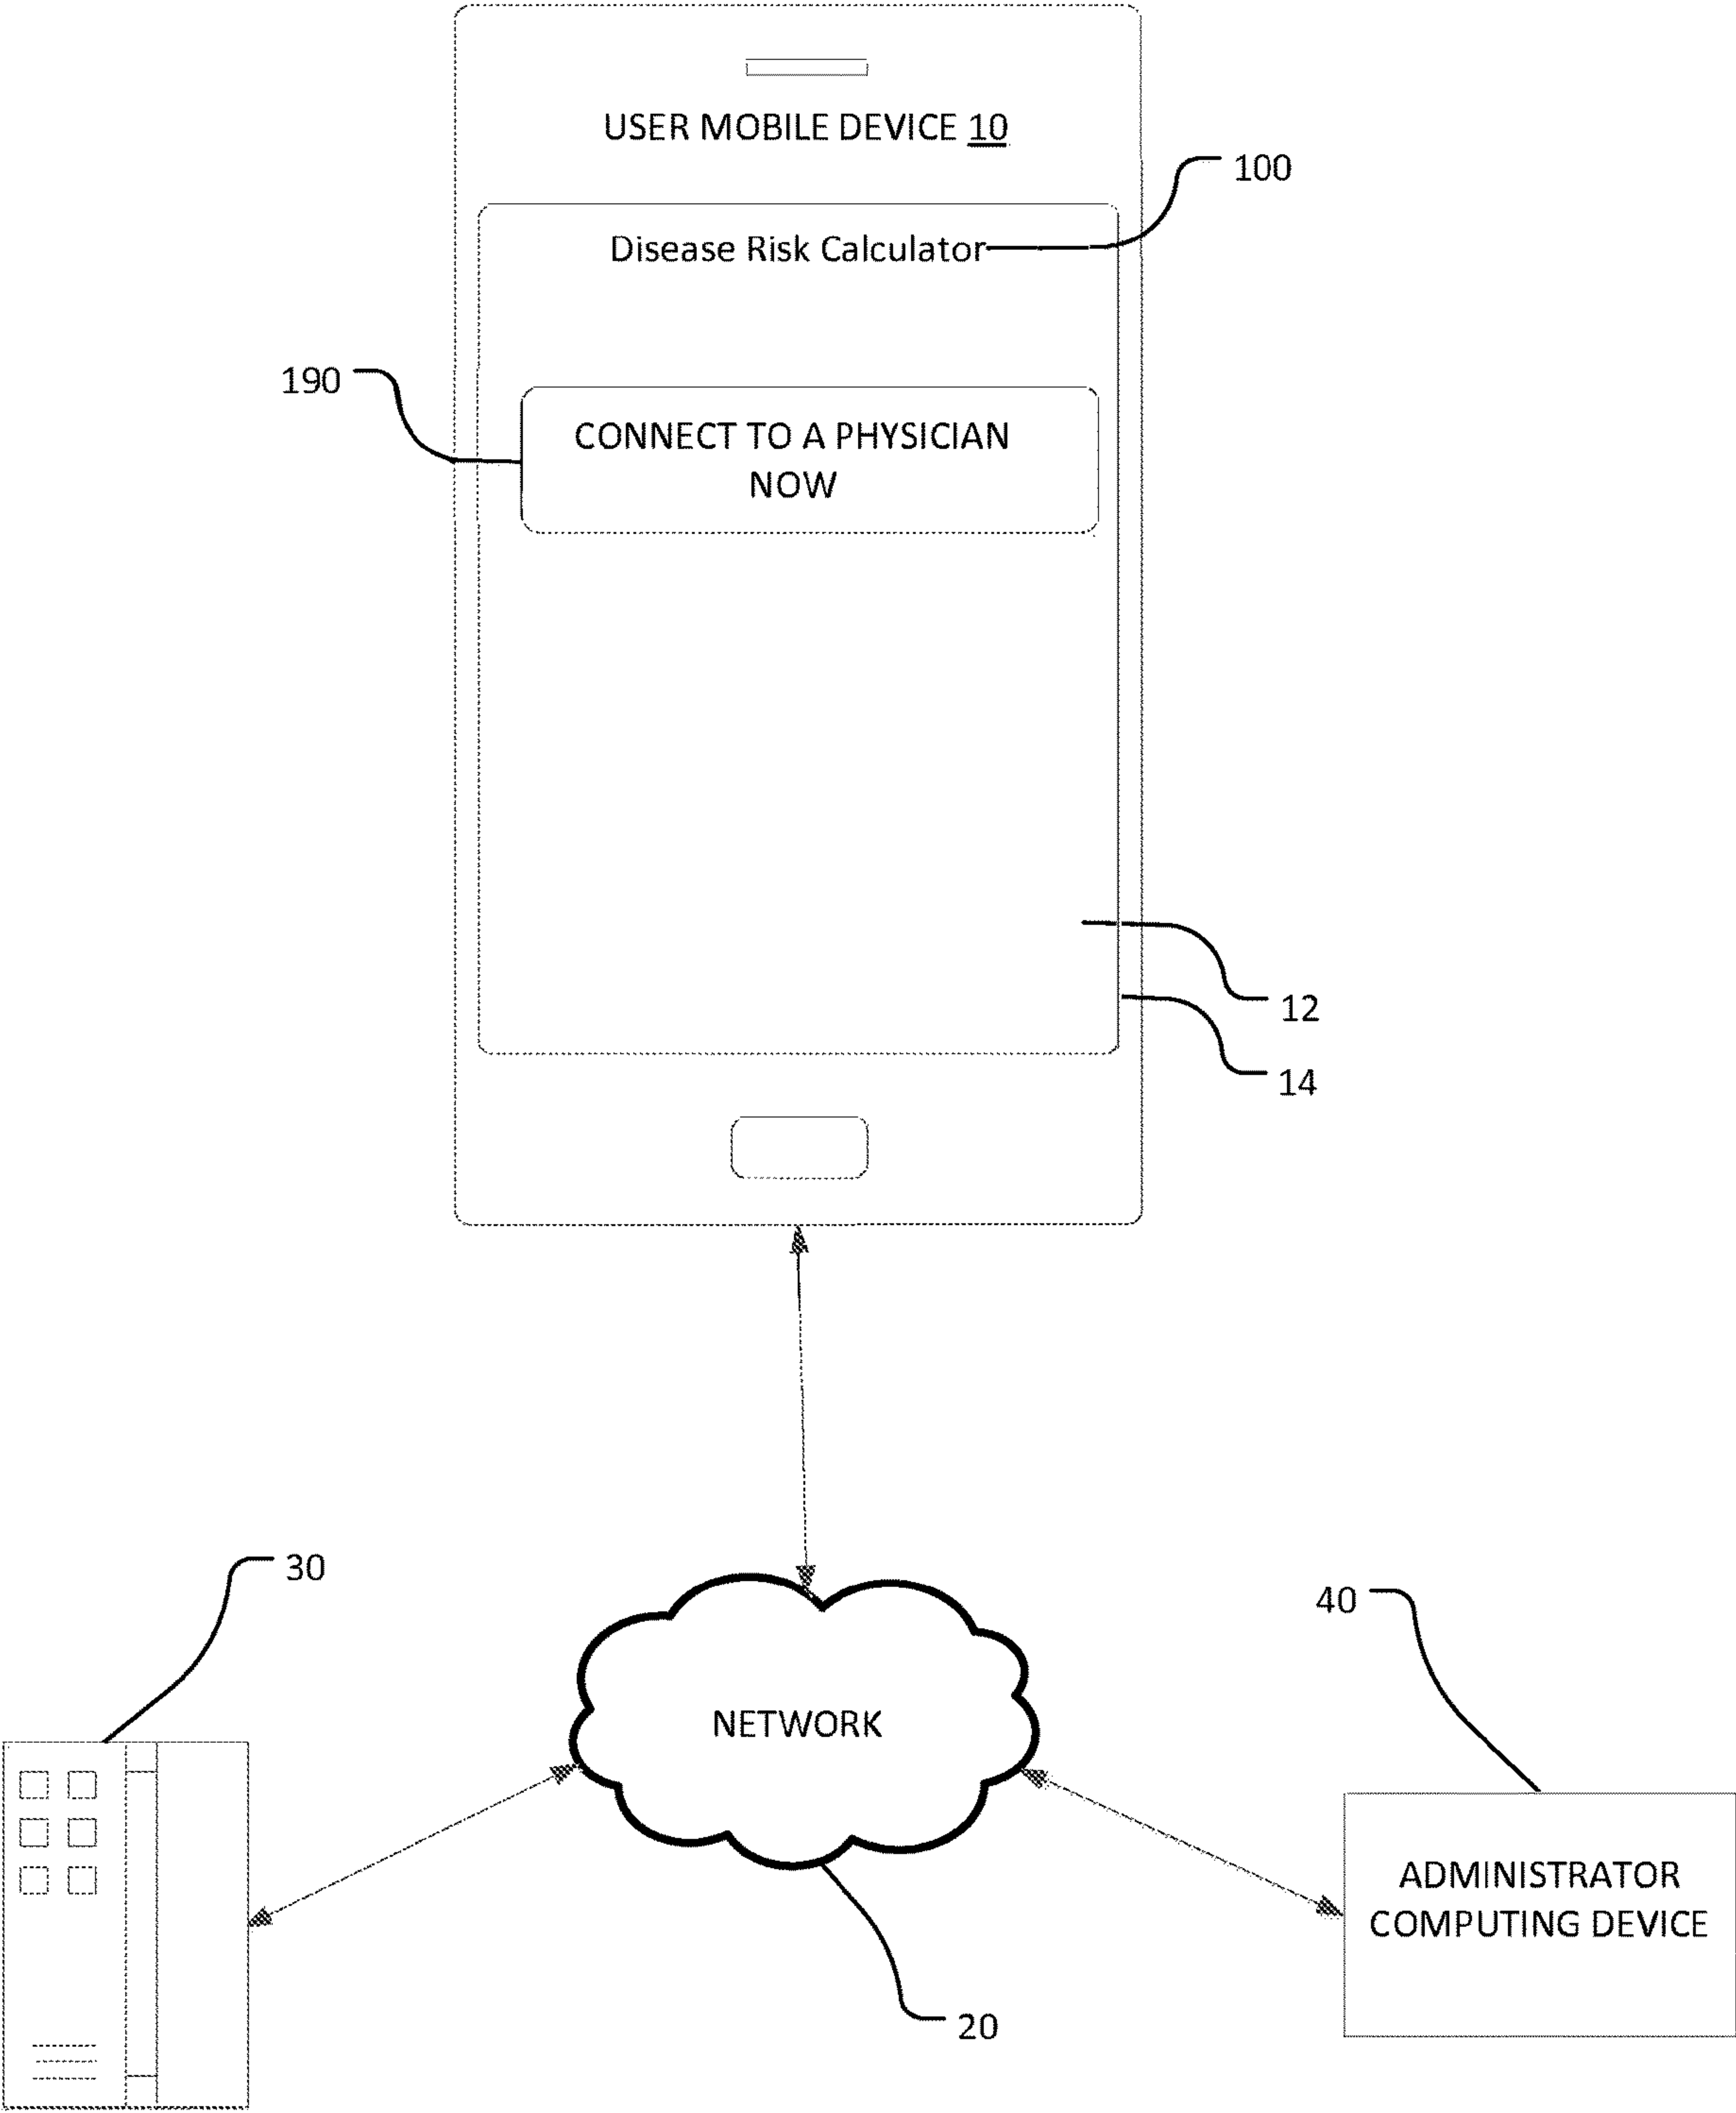 USER MOBILE DEVICE 10
100
Disease Risk Calculator
190
CONNECT TO A PHYSICIAN
NOW
12
14
30
40
NETWORK
ADMINISTRATOR
COMPUTING DEVICE
20